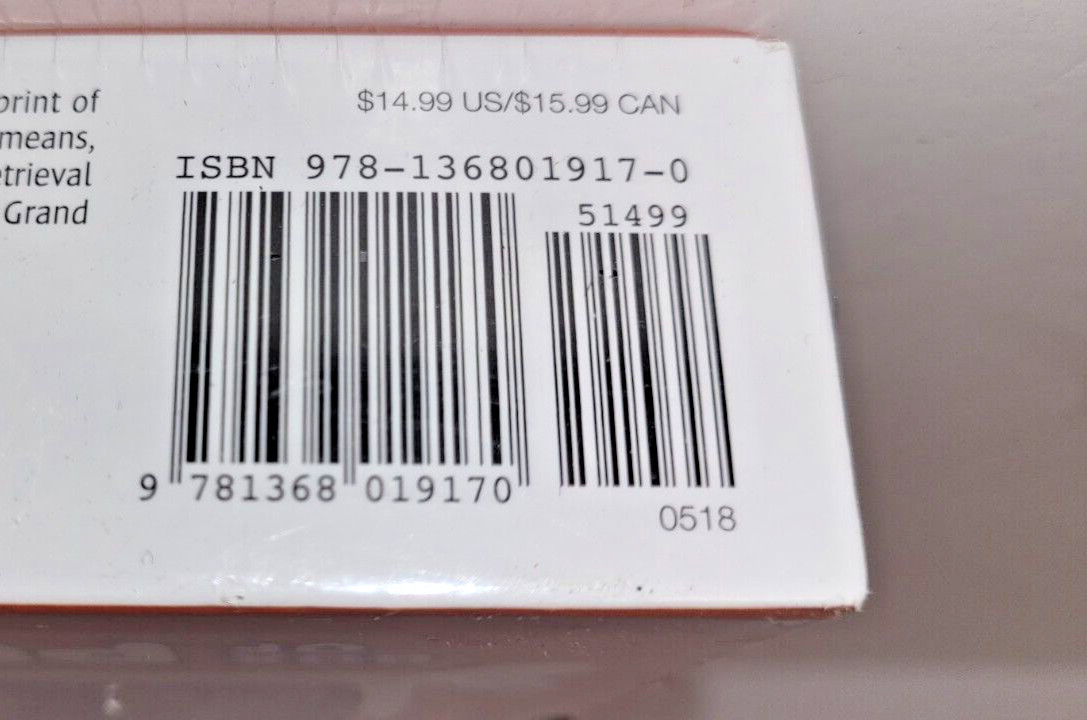 print of
means,
etrieval
Grand
$14.99 US/$15.99 CAN
ISBN 978-136801917-0
51499
9 781368 019170
0518